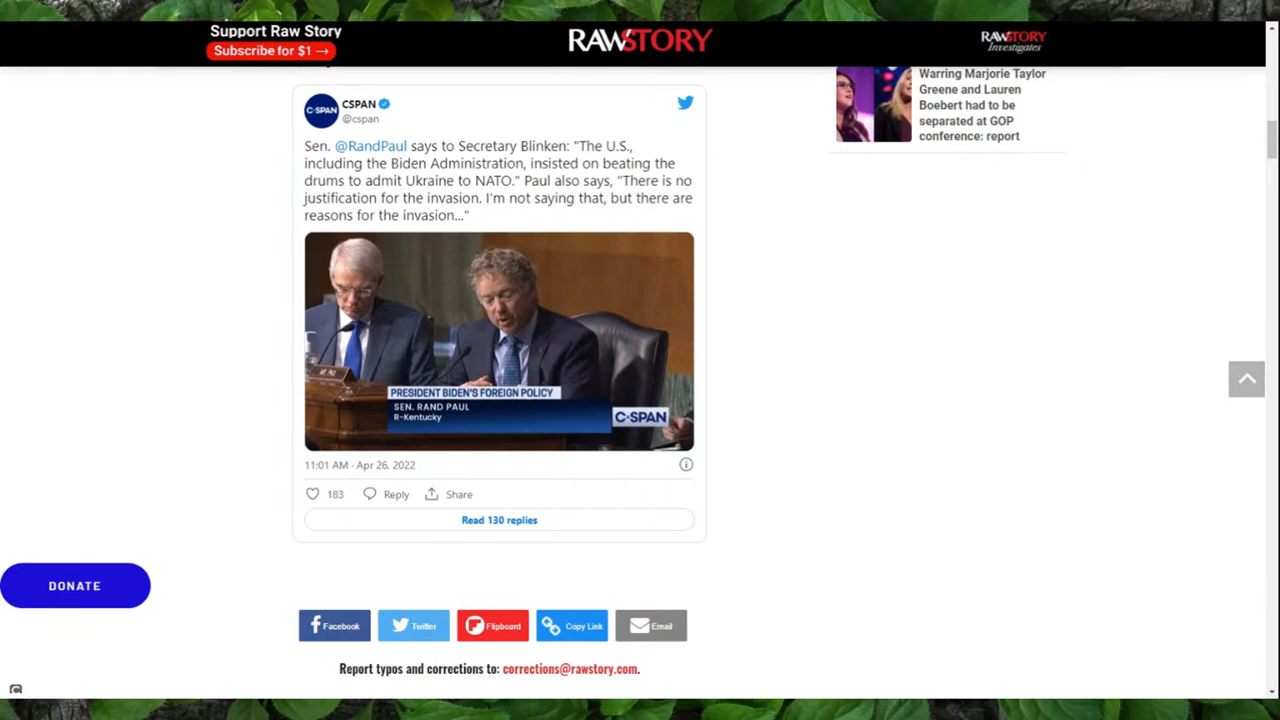 Support Raw Story
Subscribe for $1 →
RAWSTORY
RAWSTORY
Investigates
CSPAN
@cspan
C-SPAN
Sen. @RandPaul says to Secretary Blinken: "The U.S.,
including the Biden Administration, insisted on beating the
drums to admit Ukraine to NATO." Paul also says, "There is no
justification for the invasion. I'm not saying that, but there are
reasons for the invasion..."
MR. PAUL
PRESIDENT BIDEN'S FOREIGN POLICY
SEN. RAND PAUL
R-Kentucky
C-SPAN
11:01 AM · Apr 26, 2022
183 Reply Share
Read 130 replies
Warring Marjorie Taylor
Greene and Lauren
Boebert had to be
separated at GOP
conference: report
DONATE
Facebook Twitter Flipboard Copy Link Email
Report typos and corrections to: corrections@rawstory.com.